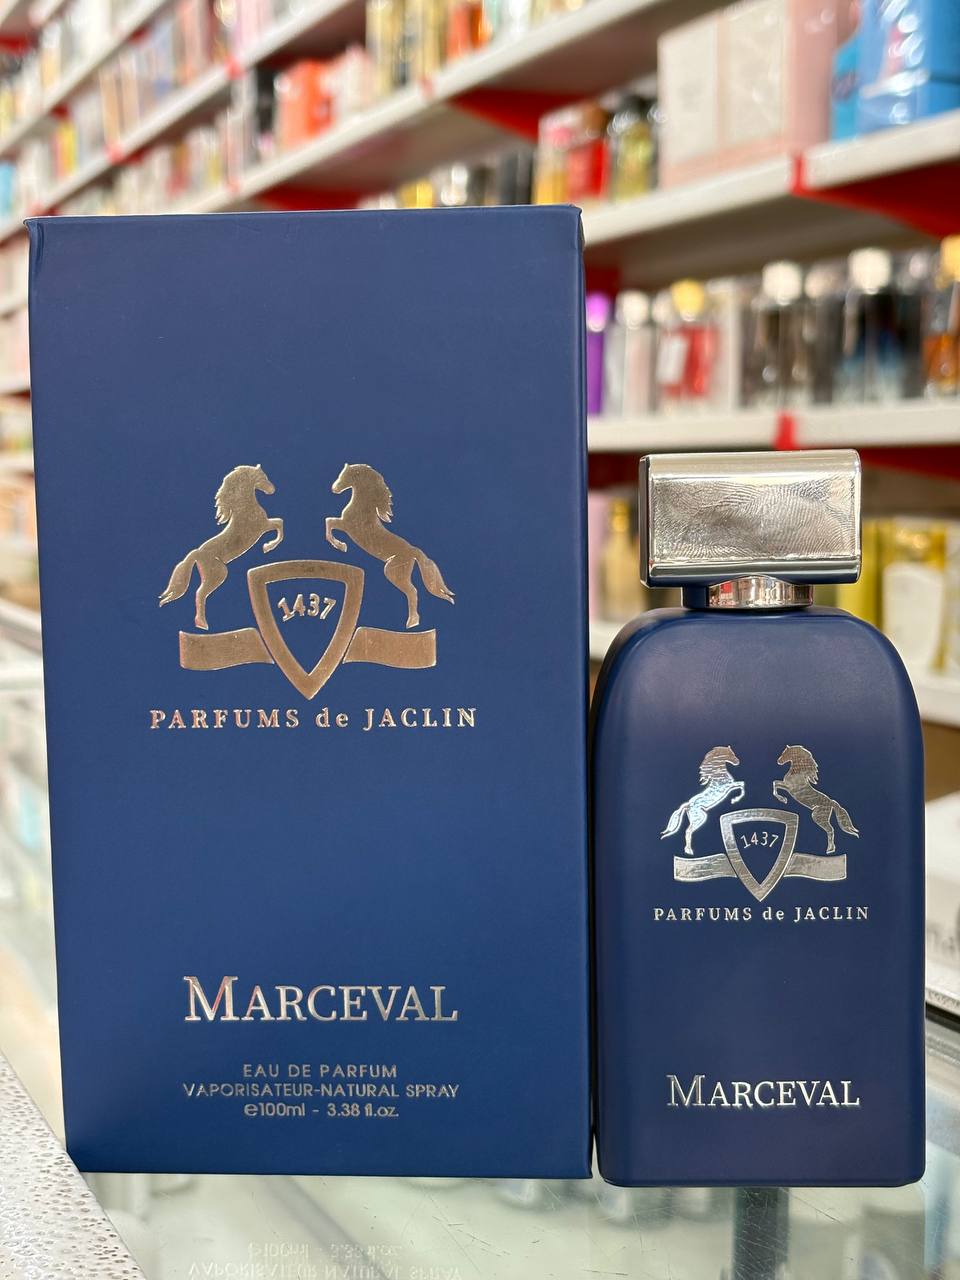 1437
PARFUMS de JACLIN
MARCEVAL
EAU DE PARFUM
VAPORISATEUR-NATURAL SPRAY
e100ml - 3.38 fl.oz.
1437
PARFUMS de JACLIN
MARCEVAL